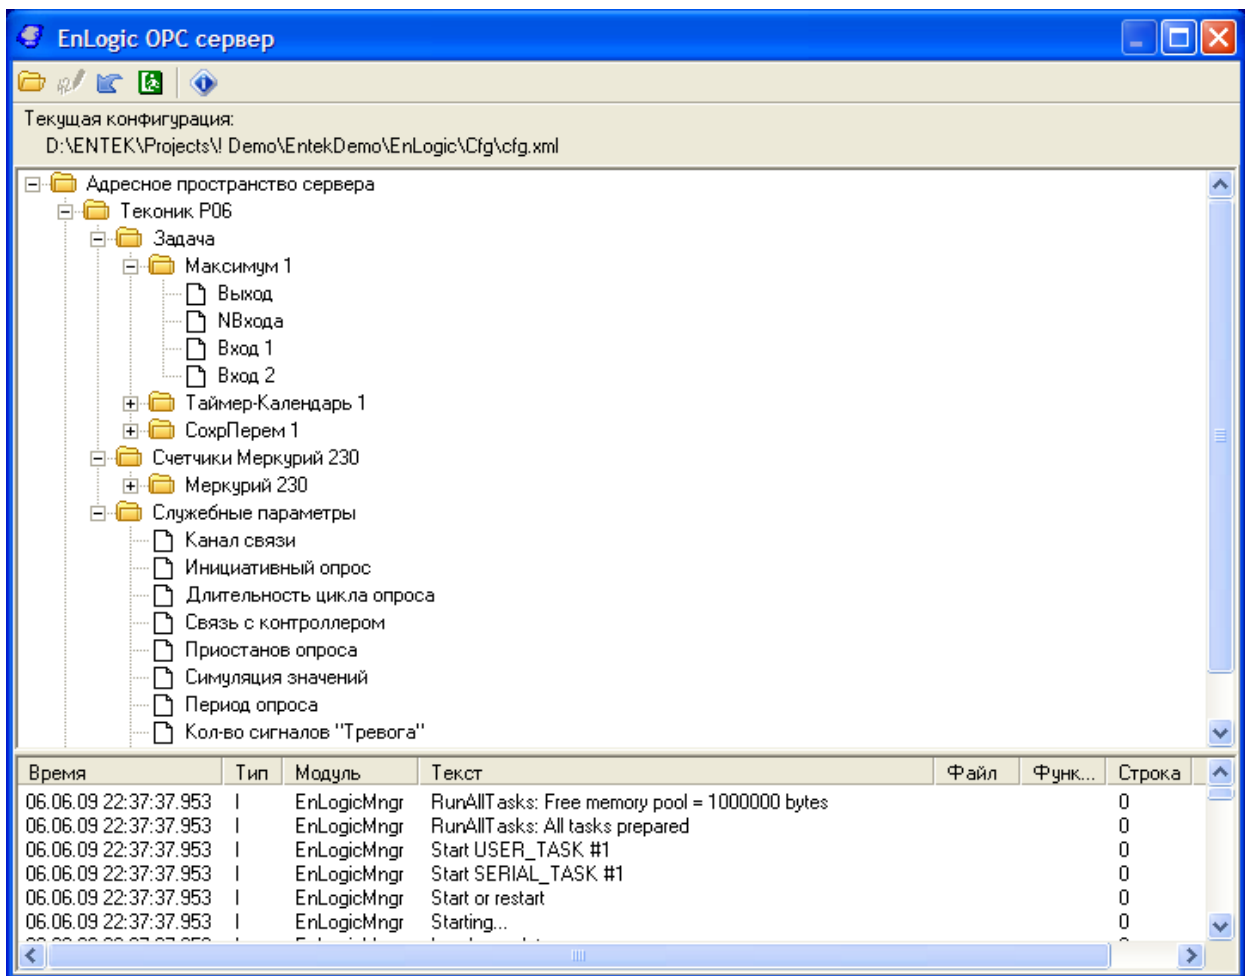 EnLogic OPC сервер
Текущая конфигурация:
D:\ENTEK\Projects\! Demo\EntekDemo\EnLogic\Cfg\cfg.xml
Адресное пространство сервера
Теконик P06
Задача
Максимум 1
Выход
NВхода
Вход 1
Вход 2
Таймер-Календарь 1
СохрПерем 1
Счетчики Меркурий 230
Меркурий 230
Служебные параметры
Канал связи
Инициативный опрос
Длительность цикла опроса
Связь с контроллером
Приостанов опроса
Симуляция значений
Период опроса
Кол-во сигналов "Тревога"
Время Тип Модуль Текст Файл Функ... Строка
06.06.09 22:37:37.953 I EnLogicMngr RunAllTasks: Free memory pool = 1000000 bytes 0
06.06.09 22:37:37.953 I EnLogicMngr RunAllTasks: All tasks prepared 0
06.06.09 22:37:37.953 I EnLogicMngr Start USER_TASK #1 0
06.06.09 22:37:37.953 I EnLogicMngr Start SERIAL_TASK #1 0
06.06.09 22:37:37.953 I EnLogicMngr Start or restart 0
06.06.09 22:37:37.953 I EnLogicMngr Starting... 0